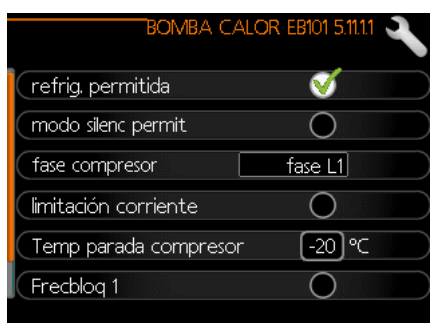 BOMBA CALOR EB101 5.11.1.1
refrig. permitida
modo silenc permit
fase compresor fase L1
limitación corriente
Temp parada compresor -20 °C
Frecbloq 1